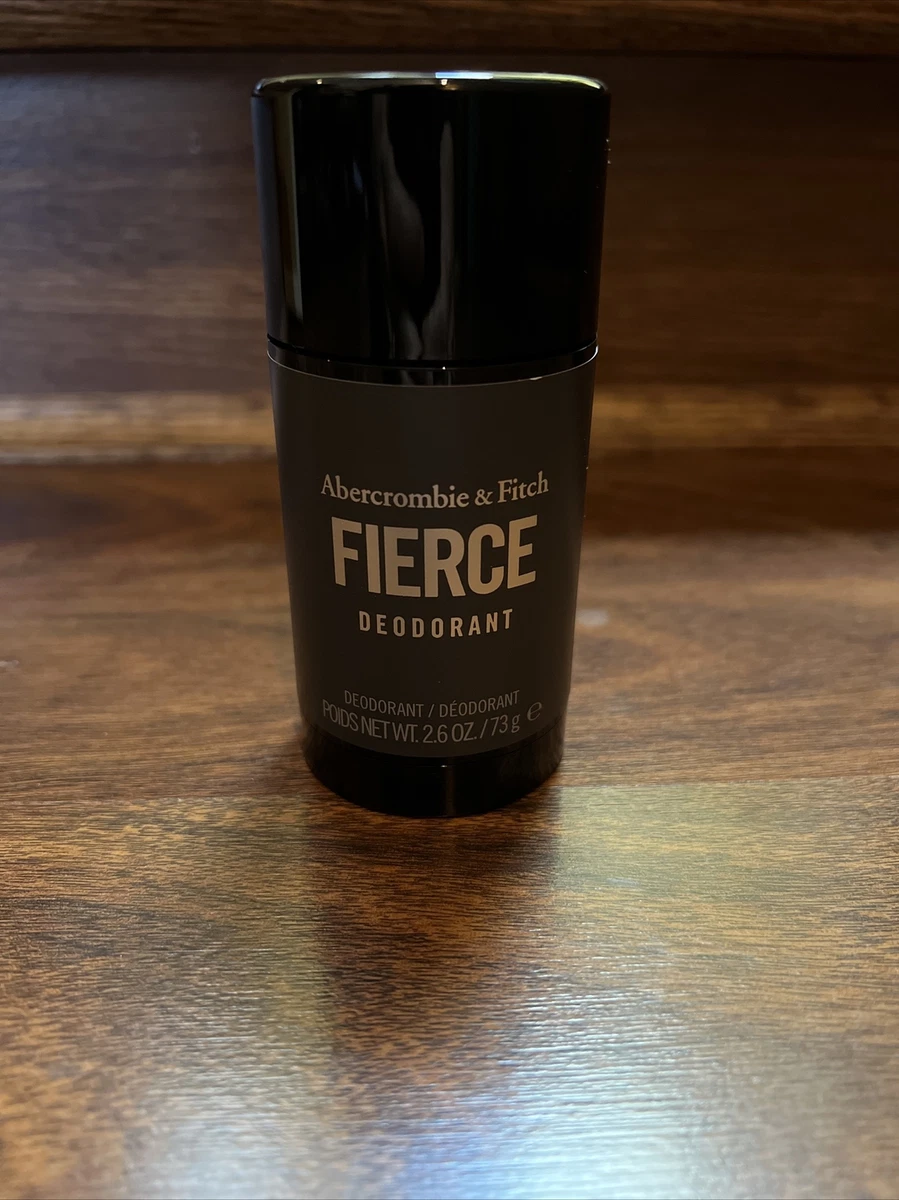 Abercrombie & Fitch
FIERCE
DEODORANT
DEODORANT / DÉODORANT
POIDS NET WT. 2.6 OZ. / 73 g ℮